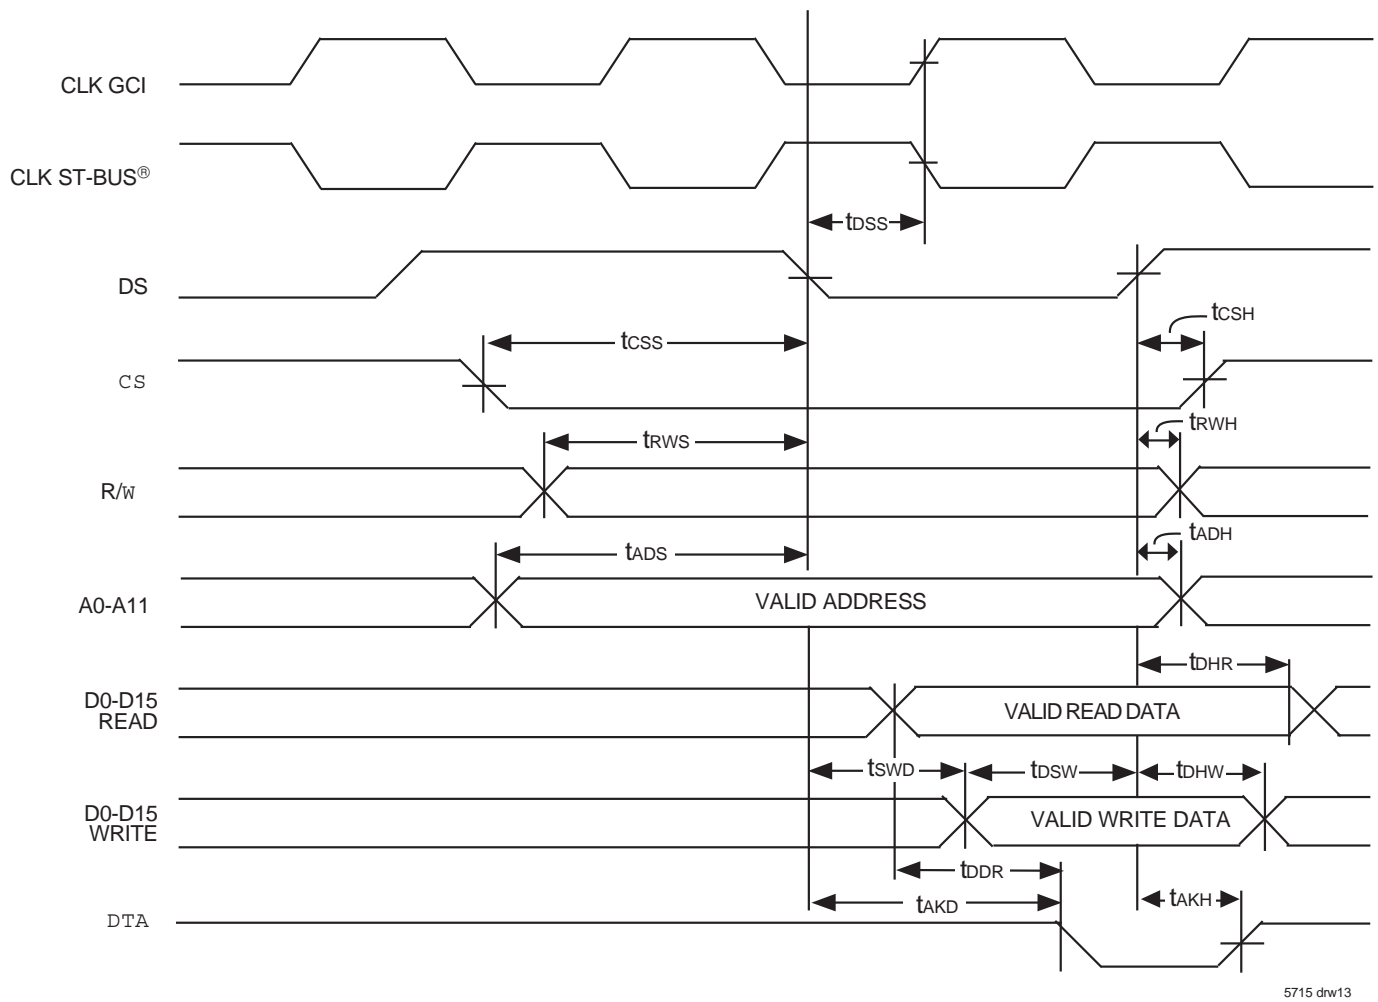 CLK GCI
CLK ST-BUS®
tDSS
DS
tCSH
tCSS
CS
tRWH
tRWS
R/W
tADH
tADS
A0-A11
VALID ADDRESS
tDHR
D0-D15
READ
VALID READ DATA
tSWD
tDSW
tDHW
D0-D15
WRITE
VALID WRITE DATA
tDDR
tAKD
tAKH
DTA
5715 drw13